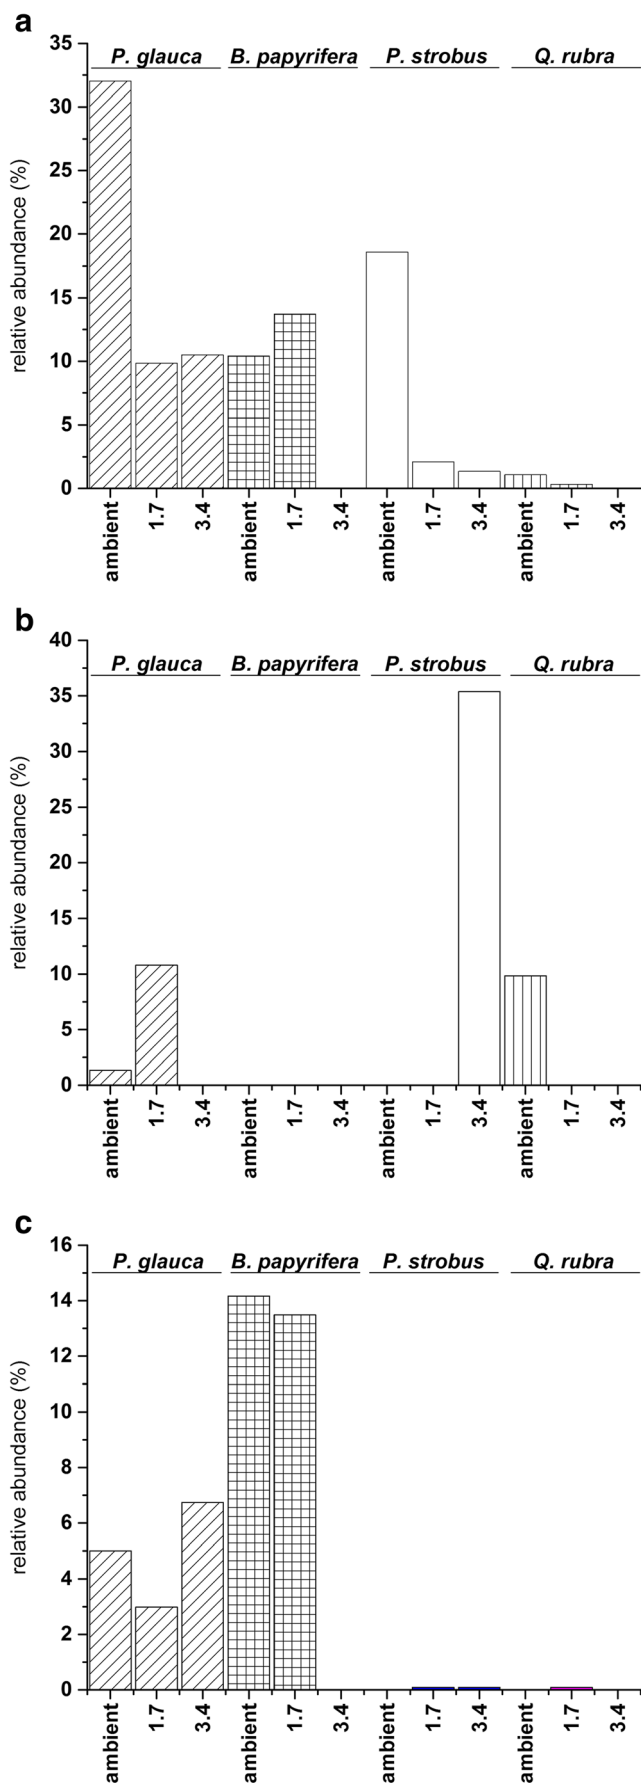 a
P. glauca B. papyrifera P. strobus Q. rubra
relative abundance (%)
35
30
25
20
15
10
5
0
ambient 1.7 3.4 ambient 1.7 3.4 ambient 1.7 3.4 ambient 1.7 3.4
b
P. glauca B. papyrifera P. strobus Q. rubra
relative abundance (%)
40
35
30
25
20
15
10
5
0
ambient 1.7 3.4 ambient 1.7 3.4 ambient 1.7 3.4 ambient 1.7 3.4
c
P. glauca B. papyrifera P. strobus Q. rubra
relative abundance (%)
16
14
12
10
8
6
4
2
0
ambient 1.7 3.4 ambient 1.7 3.4 ambient 1.7 3.4 ambient 1.7 3.4